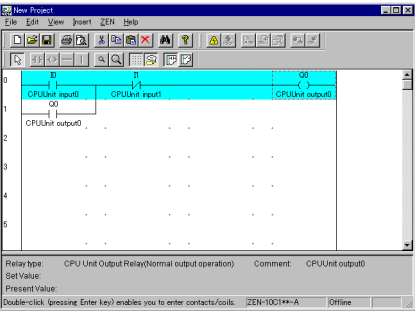 New Project
File Edit View Insert ZEN Help
0
I0 I1 Q0
CPUUnit input0 CPUUnit input1 CPUUnit output0
1
Q0
CPUUnit output0
2
3
4
5
Relay type: CPU Unit Output Relay(Normal output operation) Comment: CPUUnit output0
Set Value:
Present Value:
Double-click (pressing Enter key) enables you to enter contacts/coils. ZEN-10C1**-A Offline